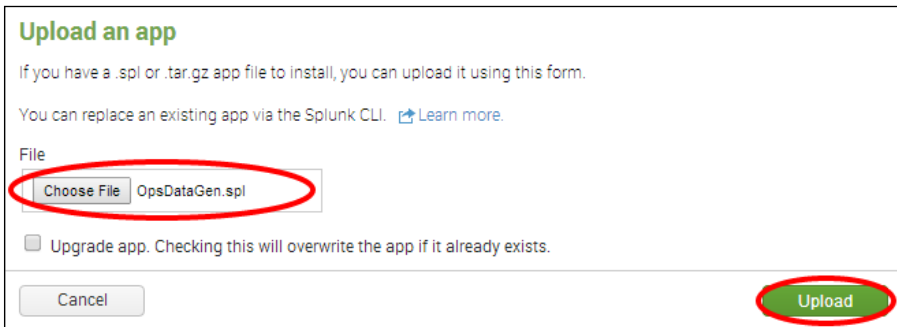 Upload an app
If you have a .spl or .tar.gz app file to install, you can upload it using this form.
You can replace an existing app via the Splunk CLI. Learn more.
File
Choose File OpsDataGen.spl
Upgrade app. Checking this will overwrite the app if it already exists.
Cancel Upload